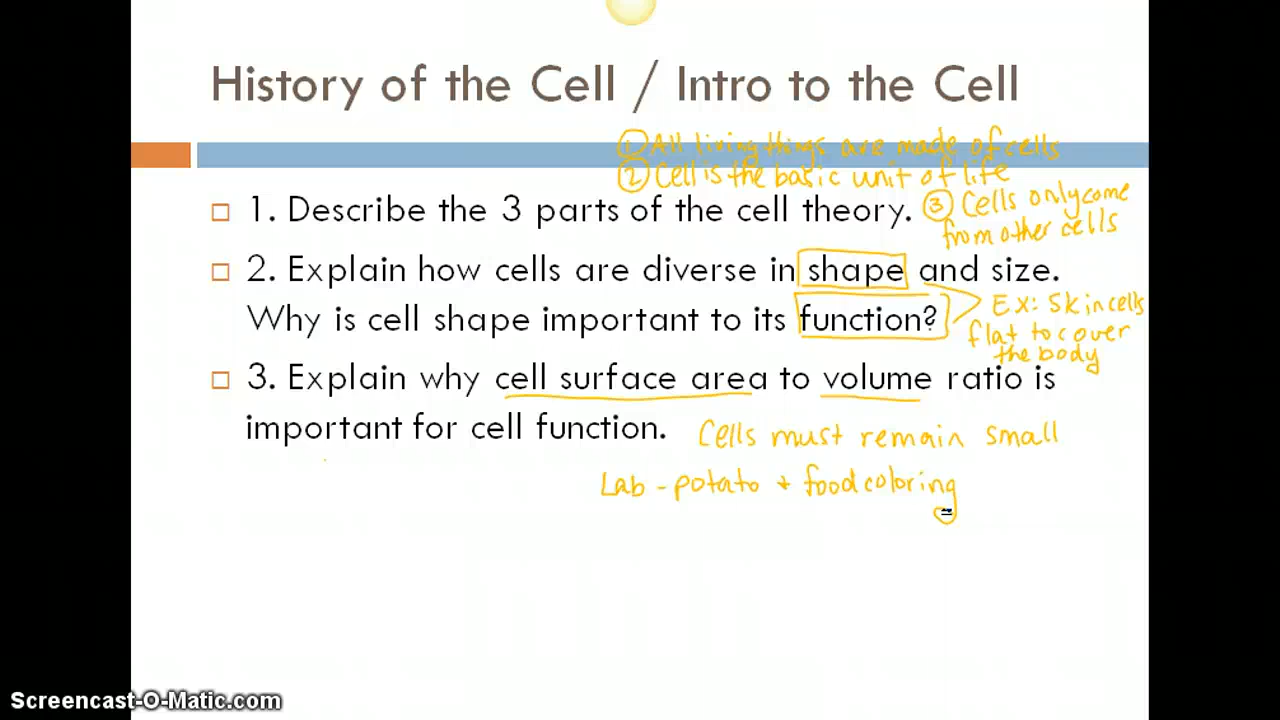 History of the Cell / Intro to the Cell
① All living things are made of cells
② Cell is the basic unit of life
1. Describe the 3 parts of the cell theory.
③ Cells only come
from other cells
2. Explain how cells are diverse in shape and size.
Why is cell shape important to its function?
Ex: Skin cells
flat to cover
the body
3. Explain why cell surface area to volume ratio is
important for cell function.
Cells must remain small
Lab - potato + food coloring
Screencast-O-Matic.com